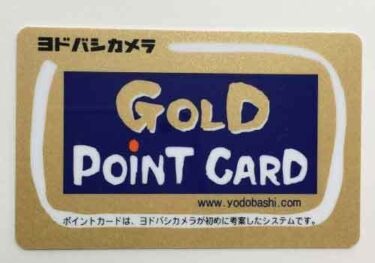 ヨドバシカメラ
GOLD
POINT CARD
www.yodobashi.com
ポイントカードは、ヨドバシカメラが初めに考案したシステムです。